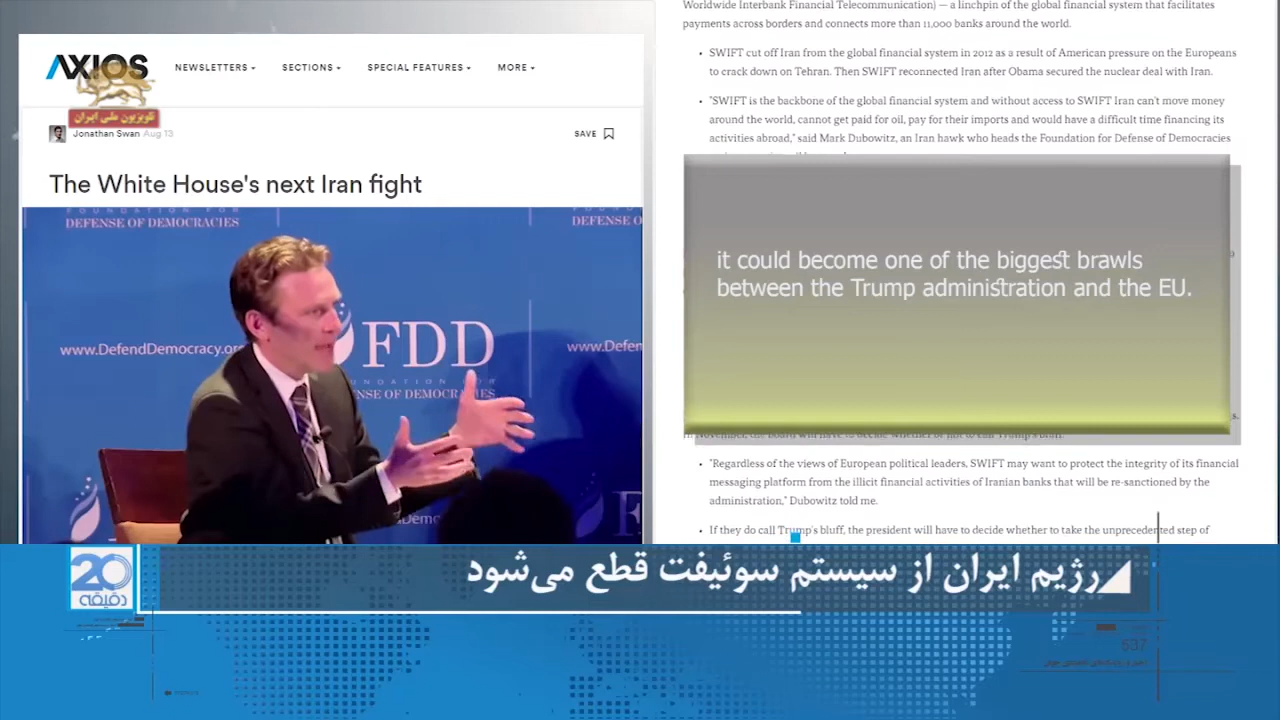 AXIOS
NEWSLETTERS
SECTIONS
SPECIAL FEATURES
MORE
تلویزیون ملی ایران
Jonathan Swan Aug 13
SAVE
The White House's next Iran fight
FOUNDATION FOR
DEFENSE OF DEMOCRACIES
DEFENSE OF
www.DefendDemocracy.org
FDD
www.Defen
DEFENSE OF DEMOCRACIES
Worldwide Interbank Financial Telecommunication) — a linchpin of the global financial system that facilitates
payments across borders and connects more than 11,000 banks around the world.
• SWIFT cut off Iran from the global financial system in 2012 as a result of American pressure on the Europeans
to crack down on Tehran. Then SWIFT reconnected Iran after Obama secured the nuclear deal with Iran.
• "SWIFT is the backbone of the global financial system and without access to SWIFT Iran can't move money
around the world, cannot get paid for oil, pay for their imports and would have a difficult time financing its
activities abroad," said Mark Dubowitz, an Iran hawk who heads the Foundation for Defense of Democracies
it could become one of the biggest brawls
between the Trump administration and the EU.
• "Regardless of the views of European political leaders, SWIFT may want to protect the integrity of its financial
messaging platform from the illicit financial activities of Iranian banks that will be re-sanctioned by the
administration," Dubowitz told me.
• If they do call Trump's bluff, the president will have to decide whether to take the unprecedented step of
رژیم ایران از سیستم سوئیفت قطع می‌شود
20
دقیقه
537